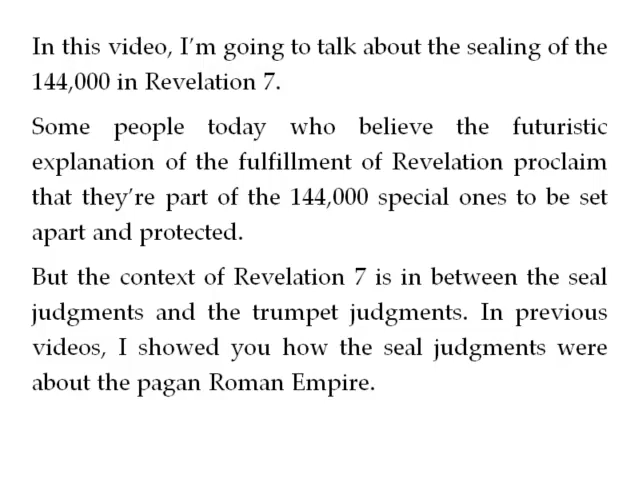 In this video, I'm going to talk about the sealing of the
144,000 in Revelation 7.
Some people today who believe the futuristic
explanation of the fulfillment of Revelation proclaim
that they're part of the 144,000 special ones to be set
apart and protected.
But the context of Revelation 7 is in between the seal
judgments and the trumpet judgments. In previous
videos, I showed you how the seal judgments were
about the pagan Roman Empire.